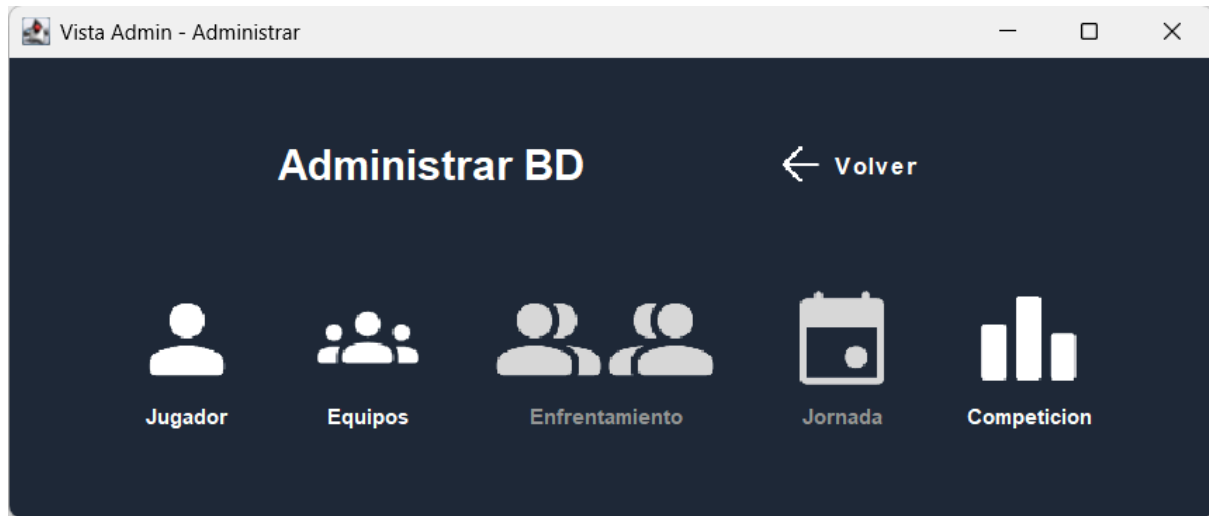 Vista Admin - Administrar
Administrar BD
Volver
Jugador
Equipos
Enfrentamiento
Jornada
Competicion